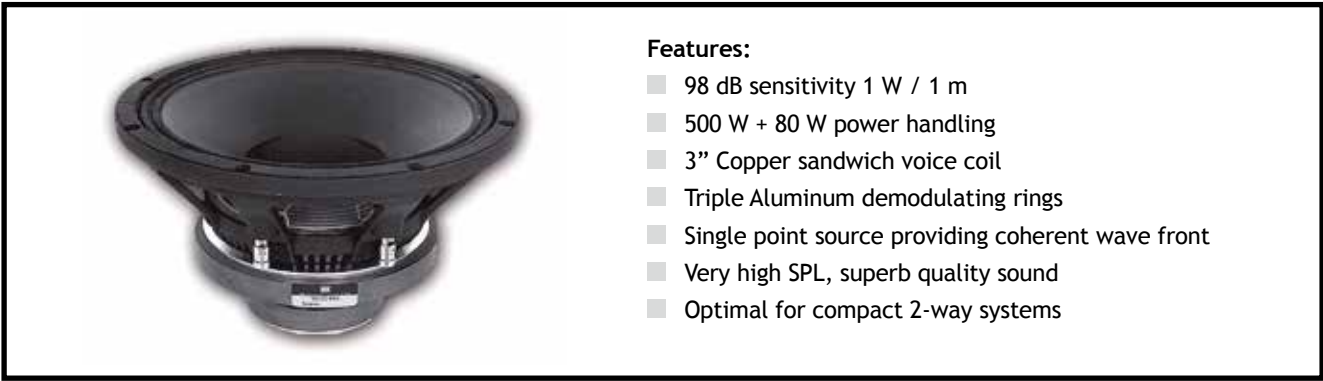 Features:
98 dB sensitivity 1 W / 1 m
500 W + 80 W power handling
3” Copper sandwich voice coil
Triple Aluminum demodulating rings
Single point source providing coherent wave front
Very high SPL, superb quality sound
Optimal for compact 2-way systems